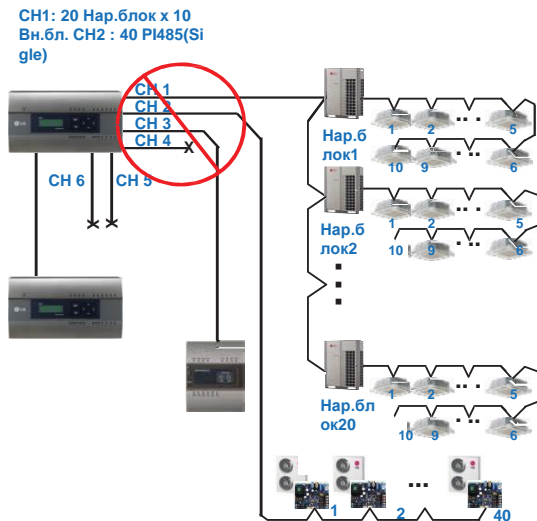 CH1: 20 Нар.блок x 10
Вн.бл. CH2 : 40 PI485(Si
gle)
CH 1
CH 2
CH 3
CH 4
X
CH 6
CH 5
LG
Нар.б
лок1
1
2
5
10
9
6
Нар.б
лок2
1
2
5
10
9
6
Нар.бл
ок20
1
2
5
10
9
6
1
2
40